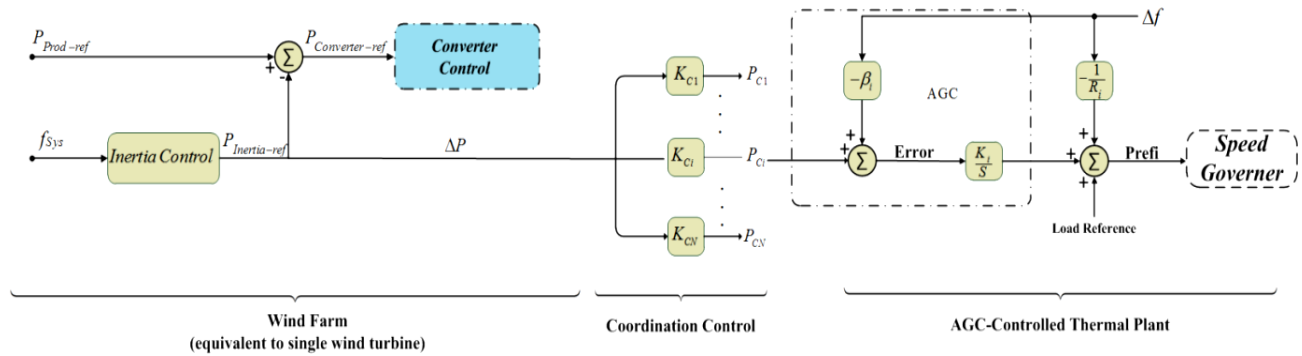 P_Prod-ref
Σ
+
-
P_Converter-ref
Converter
Control
f_Sys
Inertia Control
P_Inertia-ref
ΔP
K_C1
P_C1
K_Ci
P_Ci
K_CN
P_CN
Δf
-β_i
AGC
-1/R_i
+
+
Σ
Error
K_i/S
+
+
+
Σ
Prefi
Speed
Governer
Load Reference
Wind Farm
(equivalent to single wind turbine)
Coordination Control
AGC-Controlled Thermal Plant